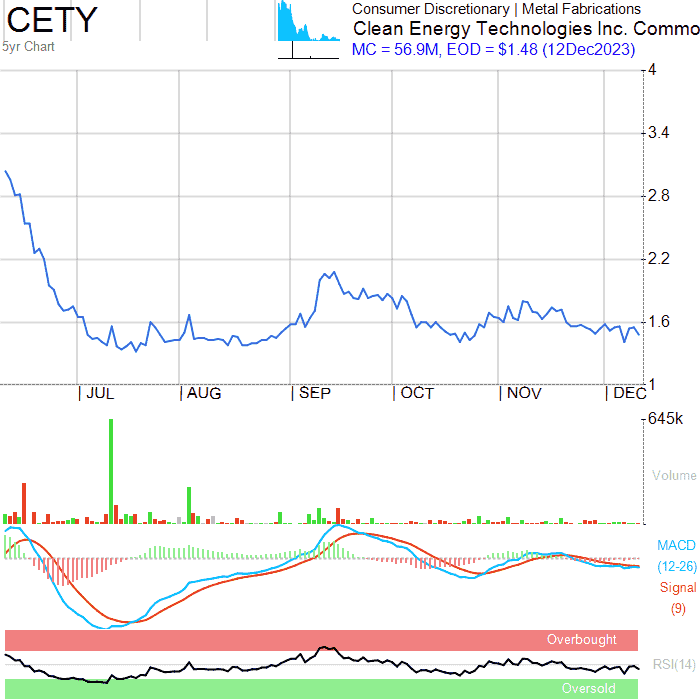 CETY
5yr Chart
Consumer Discretionary | Metal Fabrications
Clean Energy Technologies Inc. Commo
MC = 56.9M, EOD = $1.48 (12Dec2023)
4
3.4
2.8
2.2
1.6
1
JUL AUG SEP OCT NOV DEC
645k
Volume
MACD
(12-26)
Signal
(9)
Overbought
RSI(14)
Oversold